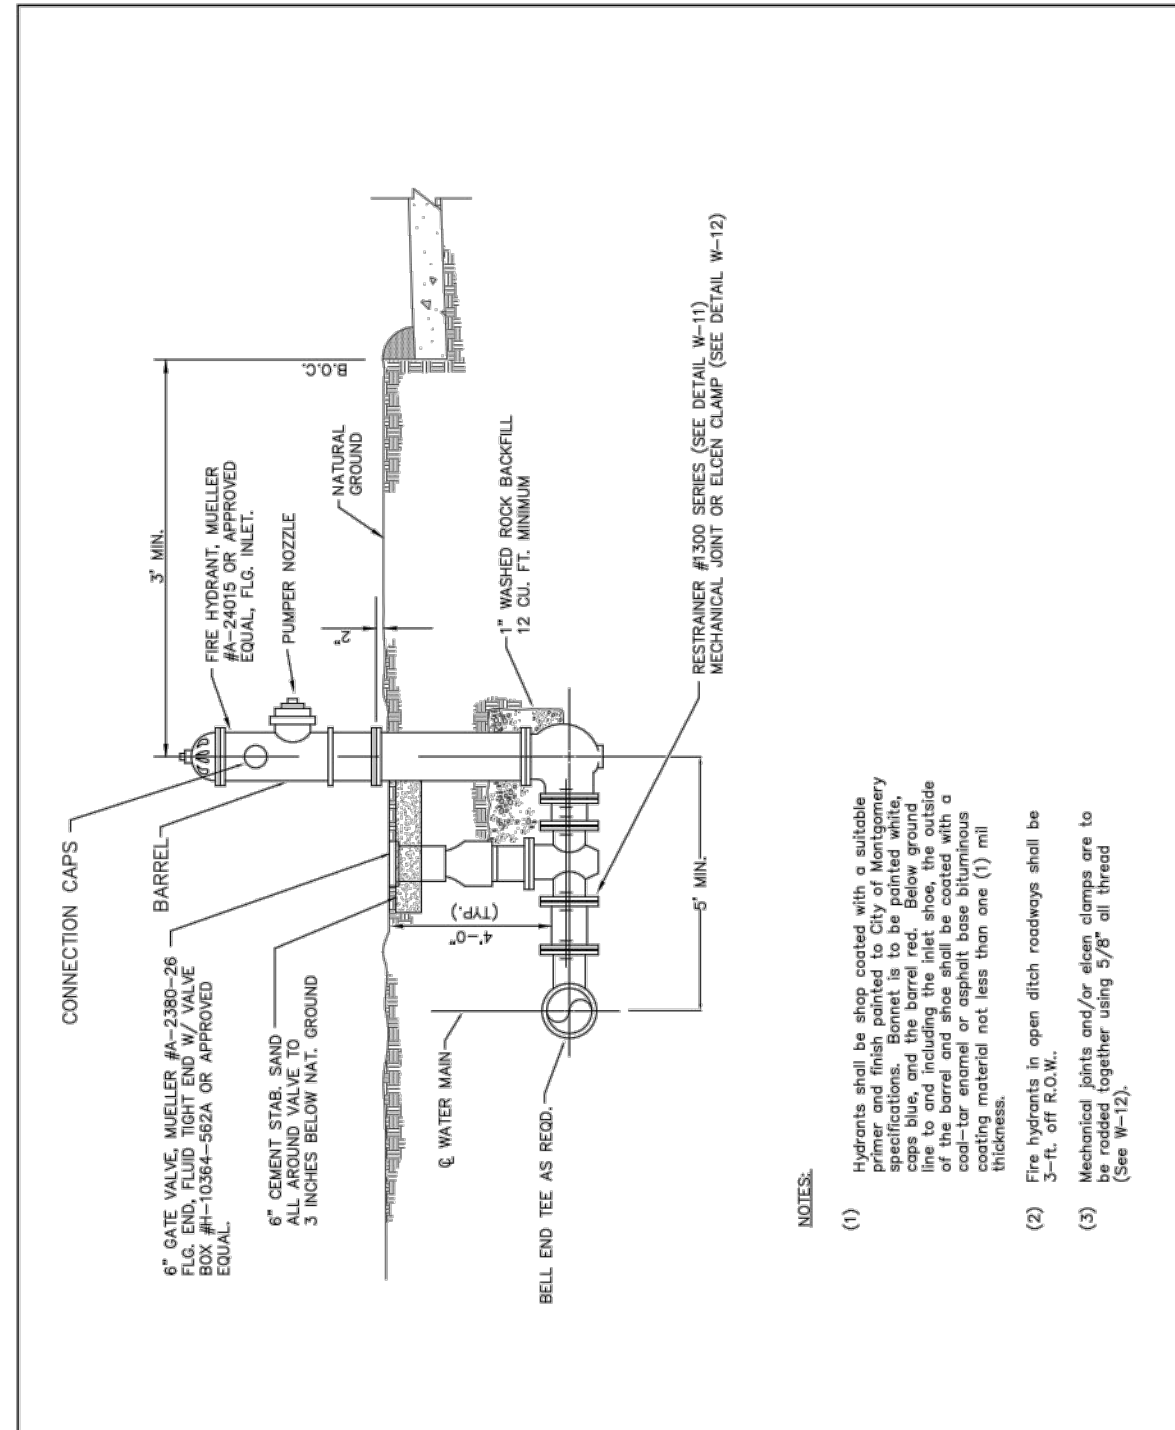 CONNECTION CAPS
BARREL
6" GATE VALVE, MUELLER #A-2380-26
FLG. END, FLUID TIGHT END W/ VALVE
BOX #H-10364-562A OR APPROVED
EQUAL.
6" CEMENT STAB. SAND
ALL AROUND VALVE TO
3 INCHES BELOW NAT. GROUND
3' MIN.
FIRE HYDRANT, MUELLER
#A-24015 OR APPROVED
EQUAL, FLG. INLET.
PUMPER NOZZLE
2"
NATURAL
GROUND
B.O.C.
1" WASHED ROCK BACKFILL
12 CU. FT. MINIMUM
4'-0"
(TYP.)
℄ WATER MAIN
BELL END TEE AS REQD.
5' MIN.
RESTRAINER #1300 SERIES (SEE DETAIL W-11)
MECHANICAL JOINT OR ELCEN CLAMP (SEE DETAIL W-12)
NOTES:
(1) Hydrants shall be shop coated with a suitable
primer and finish painted to City of Montgomery
specifications. Bonnet is to be painted white,
caps blue, and the barrel red. Below ground
line to and including the inlet shoe, the outside
of the barrel and shoe shall be coated with a
coal-tar enamel or asphalt base bituminous
coating material not less than one (1) mil
thickness.
(2) Fire hydrants in open ditch roadways shall be
3-ft. off R.O.W..
(3) Mechanical joints and/or elcen clamps are to
be rodded together using 5/8" all thread
(See W-12).